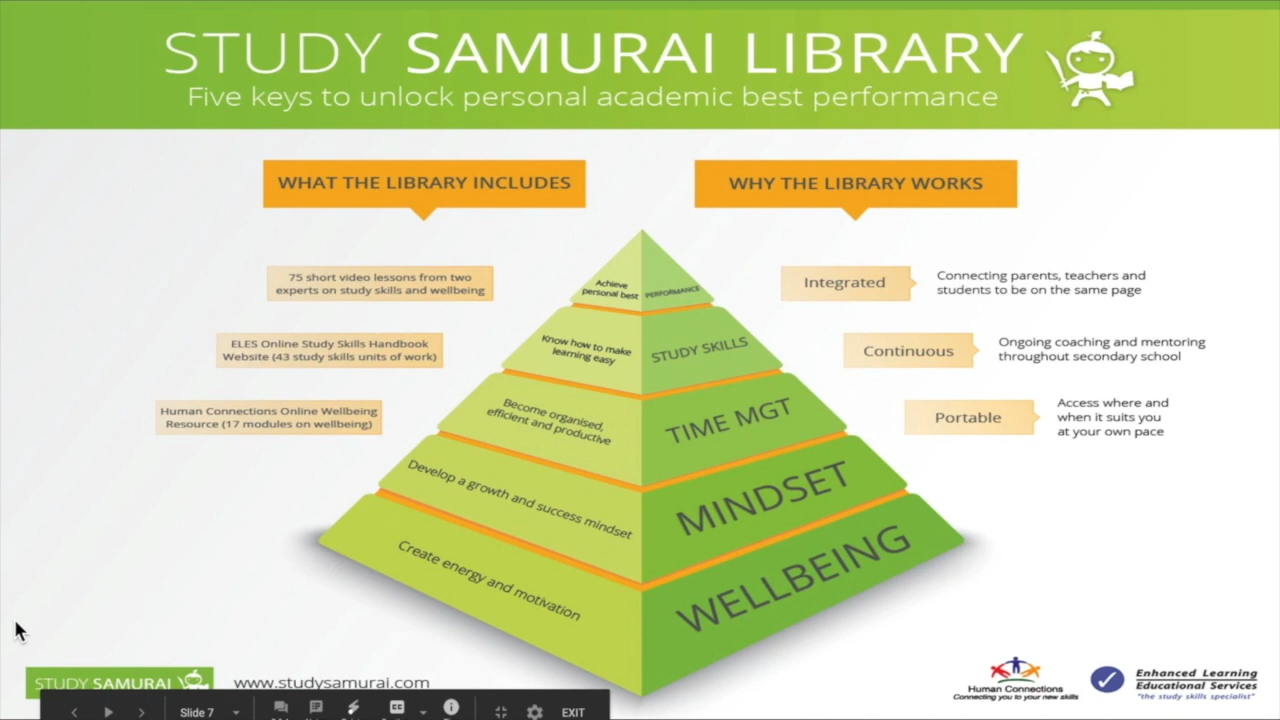 STUDY SAMURAI LIBRARY
Five keys to unlock personal academic best performance
WHAT THE LIBRARY INCLUDES
75 short video lessons from two
experts on study skills and wellbeing
ELES Online Study Skills Handbook
Website (43 study skills units of work)
Human Connections Online Wellbeing
Resource (17 modules on wellbeing)
WHY THE LIBRARY WORKS
Integrated
Connecting parents, teachers and
students to be on the same page
Continuous
Ongoing coaching and mentoring
throughout secondary school
Portable
Access where and
when it suits you
at your own pace
Achieve
personal best
PERFORMANCE
Know how to make
learning easy
STUDY SKILLS
Become organised,
efficient and productive
TIME MGT
Develop a growth and success mindset
MINDSET
Create energy and motivation
WELLBEING
STUDY SAMURAI
www.studysamurai.com
Human Connections
Connecting you to your new skills
Enhanced Learning
Educational Services
"the study skills specialist"
Slide 7
EXIT